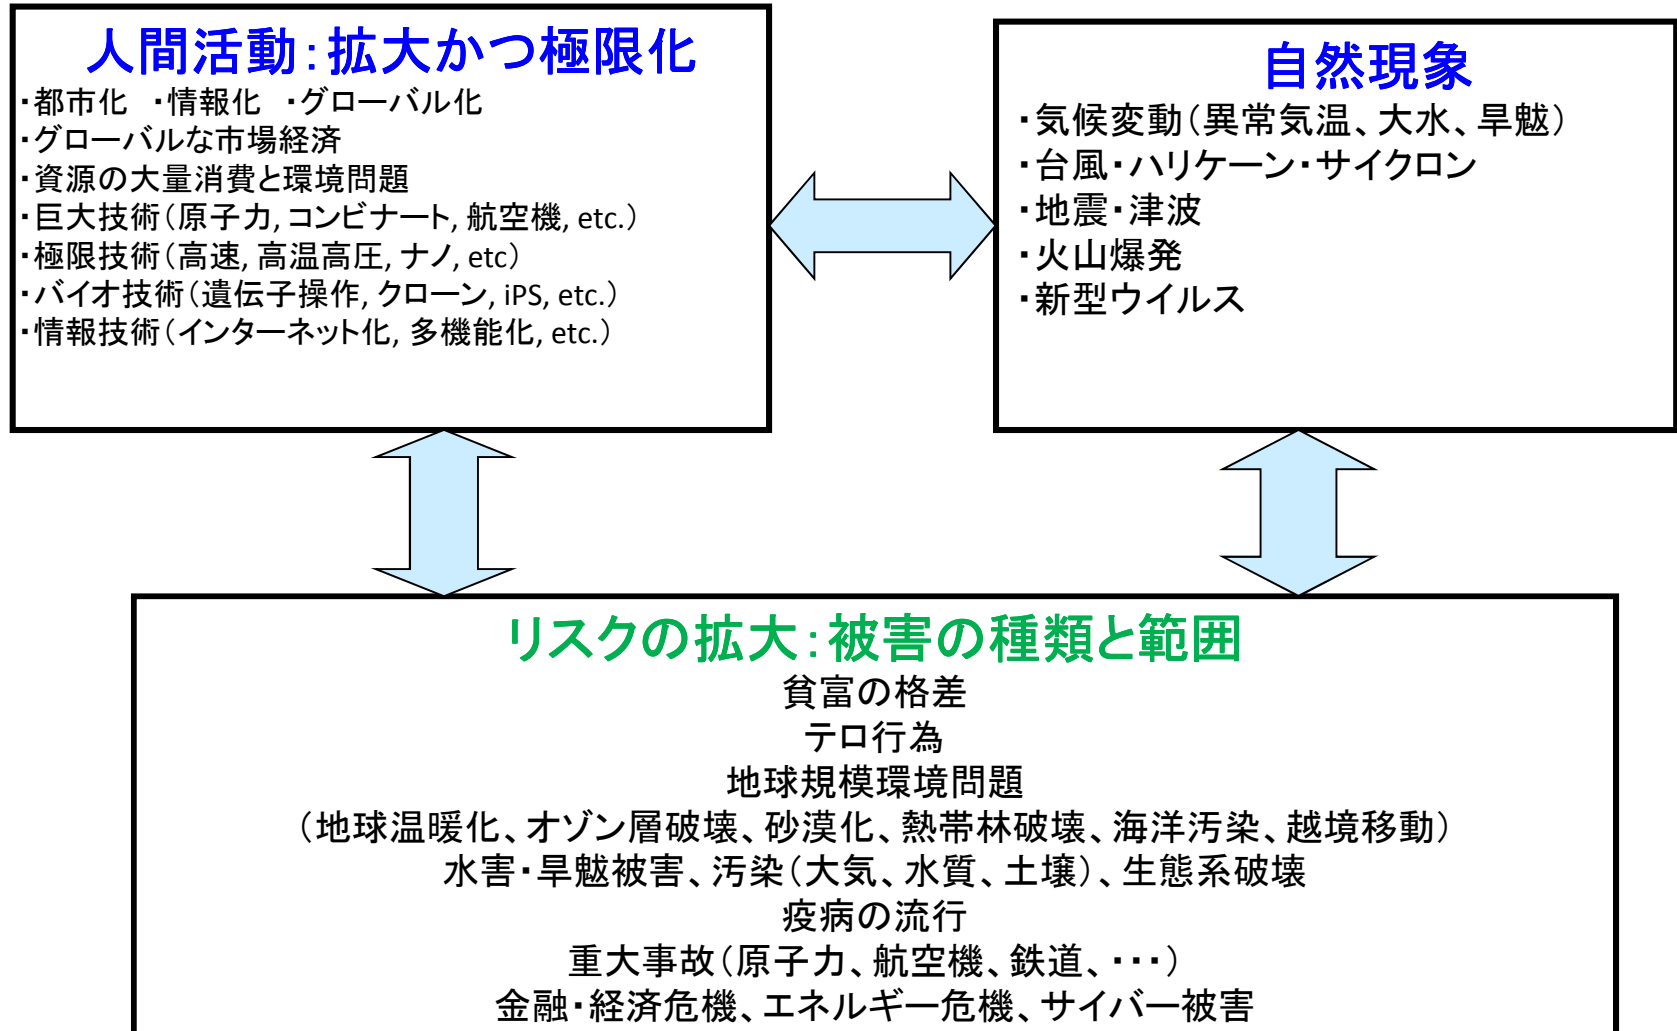 人間活動：拡大かつ極限化
・都市化　・情報化　・グローバル化
・グローバルな市場経済
・資源の大量消費と環境問題
・巨大技術（原子力, コンビナート, 航空機, etc.）
・極限技術（高速, 高温高圧, ナノ, etc）
・バイオ技術（遺伝子操作, クローン, iPS, etc.）
・情報技術（インターネット化, 多機能化, etc.）
自然現象
・気候変動（異常気温、大水、旱魃）
・台風・ハリケーン・サイクロン
・地震・津波
・火山爆発
・新型ウイルス
リスクの拡大：被害の種類と範囲
貧富の格差
テロ行為
地球規模環境問題
（地球温暖化、オゾン層破壊、砂漠化、熱帯林破壊、海洋汚染、越境移動）
水害・旱魃被害、汚染（大気、水質、土壌）、生態系破壊
疫病の流行
重大事故（原子力、航空機、鉄道、・・・）
金融・経済危機、エネルギー危機、サイバー被害